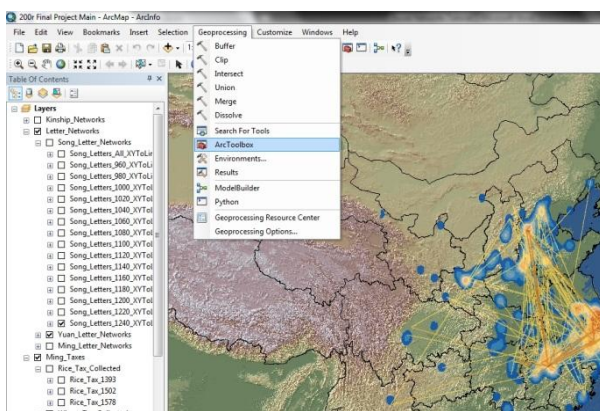 200r Final Project Main - ArcMap - ArcInfo
File Edit View Bookmarks Insert Selection Geoprocessing Customize Windows Help
Buffer
Clip
Intersect
Union
Merge
Dissolve
Search For Tools
ArcToolbox
Environments...
Results
ModelBuilder
Python
Geoprocessing Resource Center
Geoprocessing Options...
Table Of Contents
Layers
Kinship_Networks
Letter_Networks
Song_Letter_Networks
Song_Letters_All_XYToLi
Song_Letters_960_XYToL
Song_Letters_980_XYToL
Song_Letters_1000_XYTol
Song_Letters_1020_XYTol
Song_Letters_1040_XYTol
Song_Letters_1060_XYTol
Song_Letters_1080_XYTol
Song_Letters_1100_XYTol
Song_Letters_1120_XYTol
Song_Letters_1140_XYTol
Song_Letters_1160_XYTol
Song_Letters_1180_XYTol
Song_Letters_1200_XYTol
Song_Letters_1220_XYTol
Song_Letters_1240_XYTol
Yuan_Letter_Networks
Ming_Letter_Networks
Ming_Taxes
Rice_Tax_Collected
Rice_Tax_1393
Rice_Tax_1502
Rice_Tax_1578